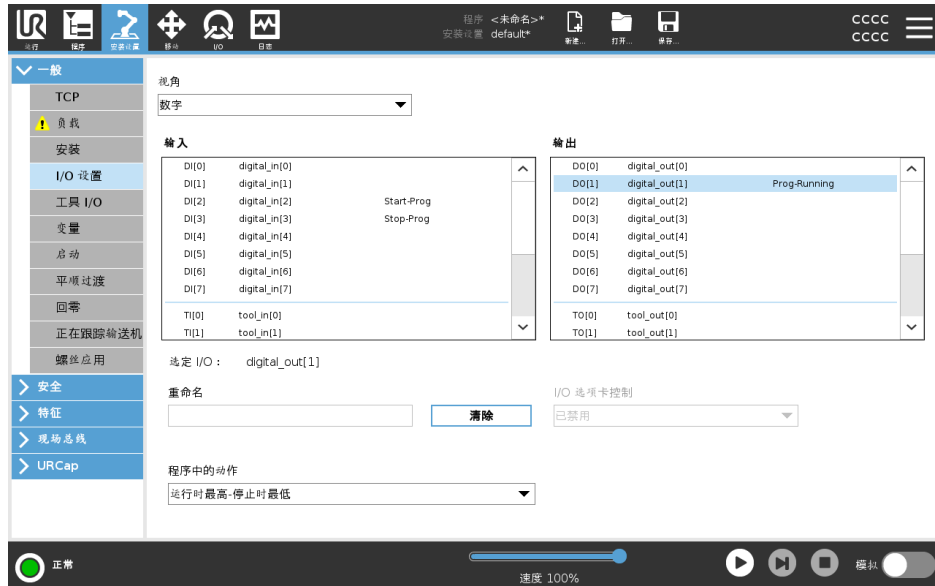 程序 <未命名>*
安装设置 default*
运行
程序
安装设置
移动
I/O
日志
新建...
打开...
保存...
cccc
cccc
一般
TCP
负载
安装
I/O 设置
工具 I/O
变量
启动
平顺过渡
回零
正在跟踪输送机
螺丝应用
安全
特征
现场总线
URCap
视角
数字
输入
DI[0] digital_in[0]
DI[1] digital_in[1]
DI[2] digital_in[2] Start-Prog
DI[3] digital_in[3] Stop-Prog
DI[4] digital_in[4]
DI[5] digital_in[5]
DI[6] digital_in[6]
DI[7] digital_in[7]
TI[0] tool_in[0]
TI[1] tool_in[1]
输出
DO[0] digital_out[0]
DO[1] digital_out[1] Prog-Running
DO[2] digital_out[2]
DO[3] digital_out[3]
DO[4] digital_out[4]
DO[5] digital_out[5]
DO[6] digital_out[6]
DO[7] digital_out[7]
TO[0] tool_out[0]
TO[1] tool_out[1]
选定 I/O : digital_out[1]
重命名
清除
I/O 选项卡控制
已禁用
程序中的动作
运行时最高-停止时最低
正常
速度 100%
模拟